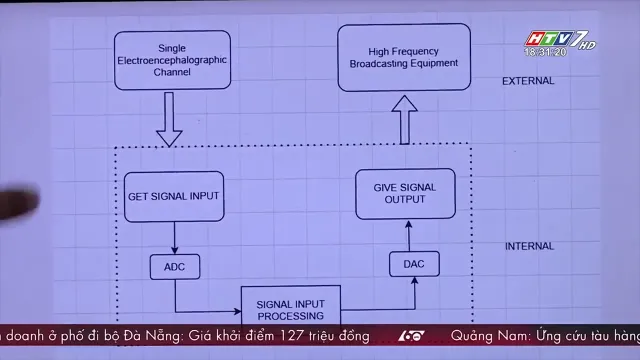 Single
Electroencephalographic
Channel
High Frequency
Broadcasting Equipment
HTV7HD
18:31:20
EXTERNAL
GET SIGNAL INPUT
GIVE SIGNAL
OUTPUT
INTERNAL
ADC
DAC
SIGNAL INPUT
PROCESSING
doanh ở phố đi bộ Đà Nẵng: Giá khởi điểm 127 triệu đồng
60
Quảng Nam: Ứng cứu tàu hàng